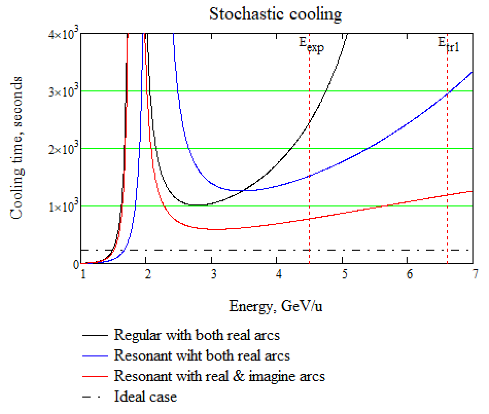 Stochastic cooling
4×10³
E_exp
E_tr1
3×10³
2×10³
1×10³
0
Cooling time, seconds
1 2 3 4 5 6 7
Energy, GeV/u
Regular with both real arcs
Resonant wiht both real arcs
Resonant with real & imagine arcs
Ideal case